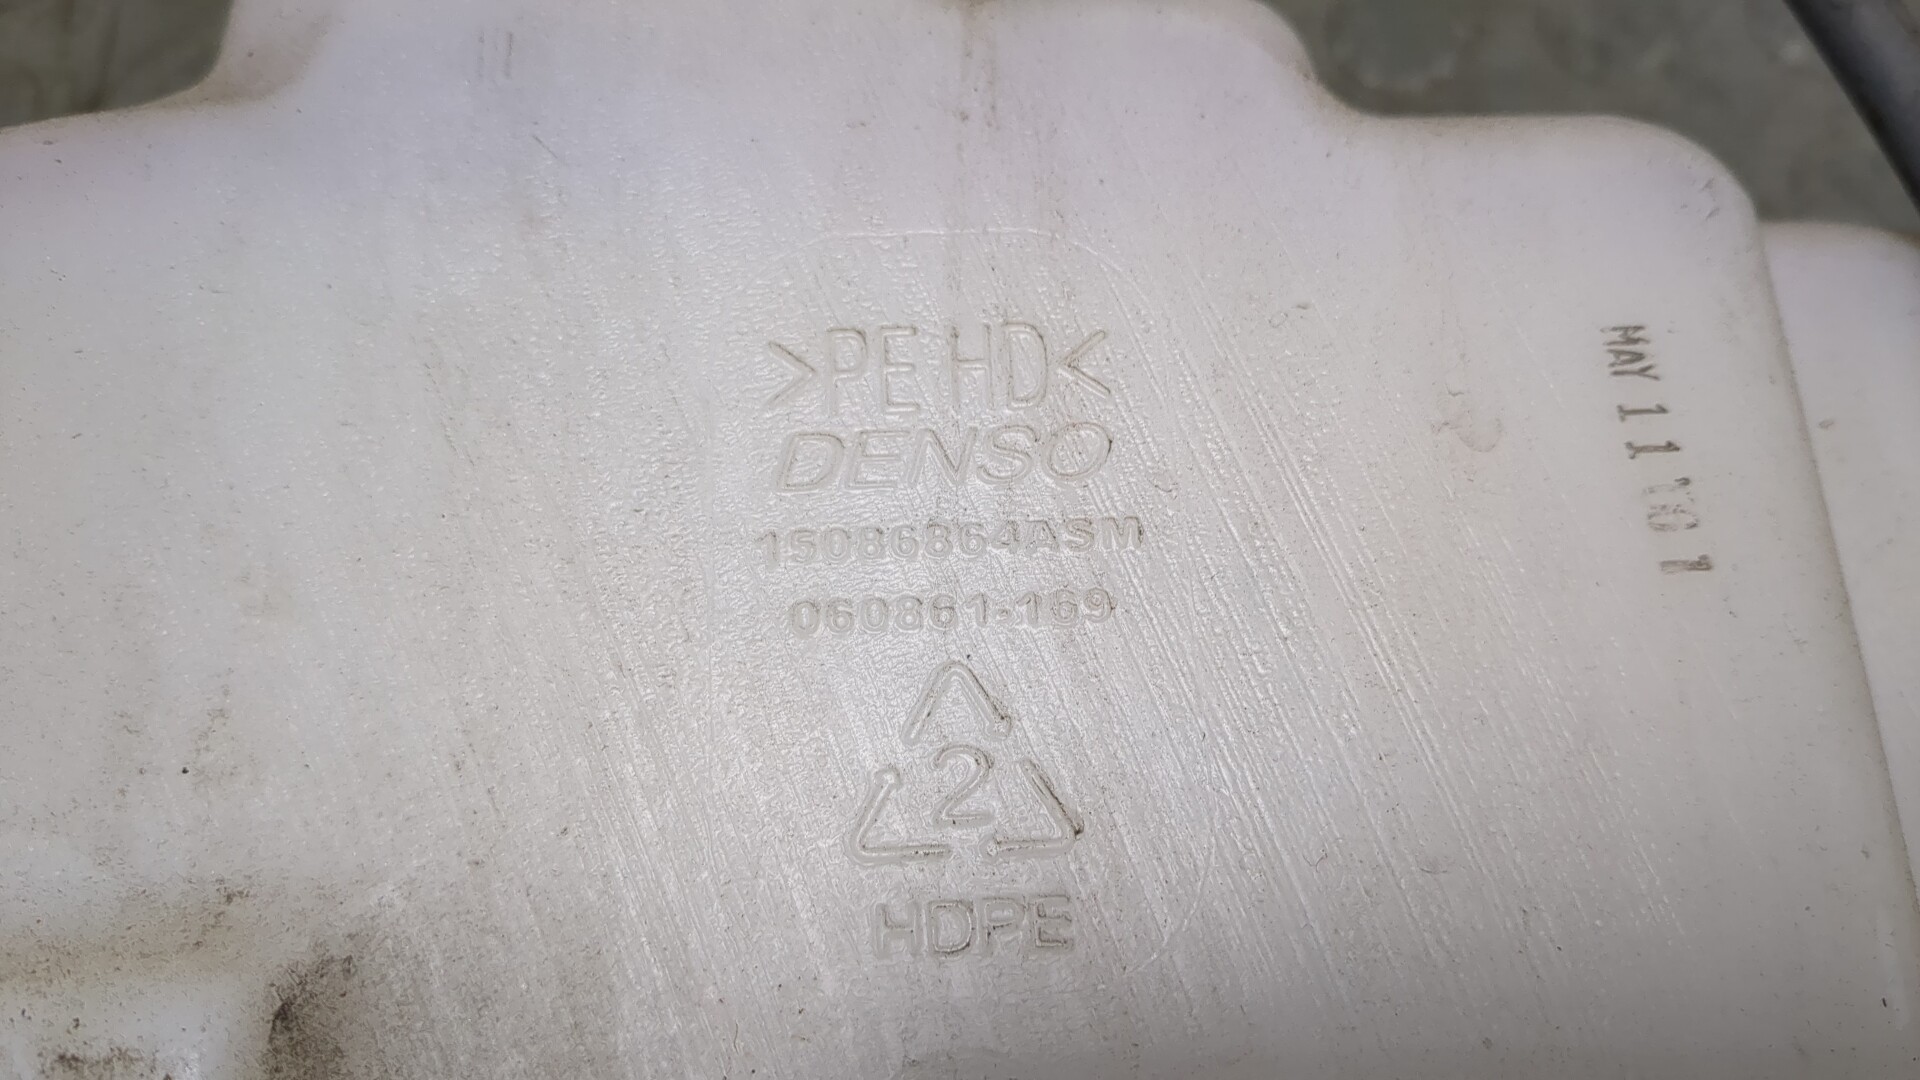 >PE HD<
DENSO
15086864ASM
060861-169
2
HDPE
MAY 11